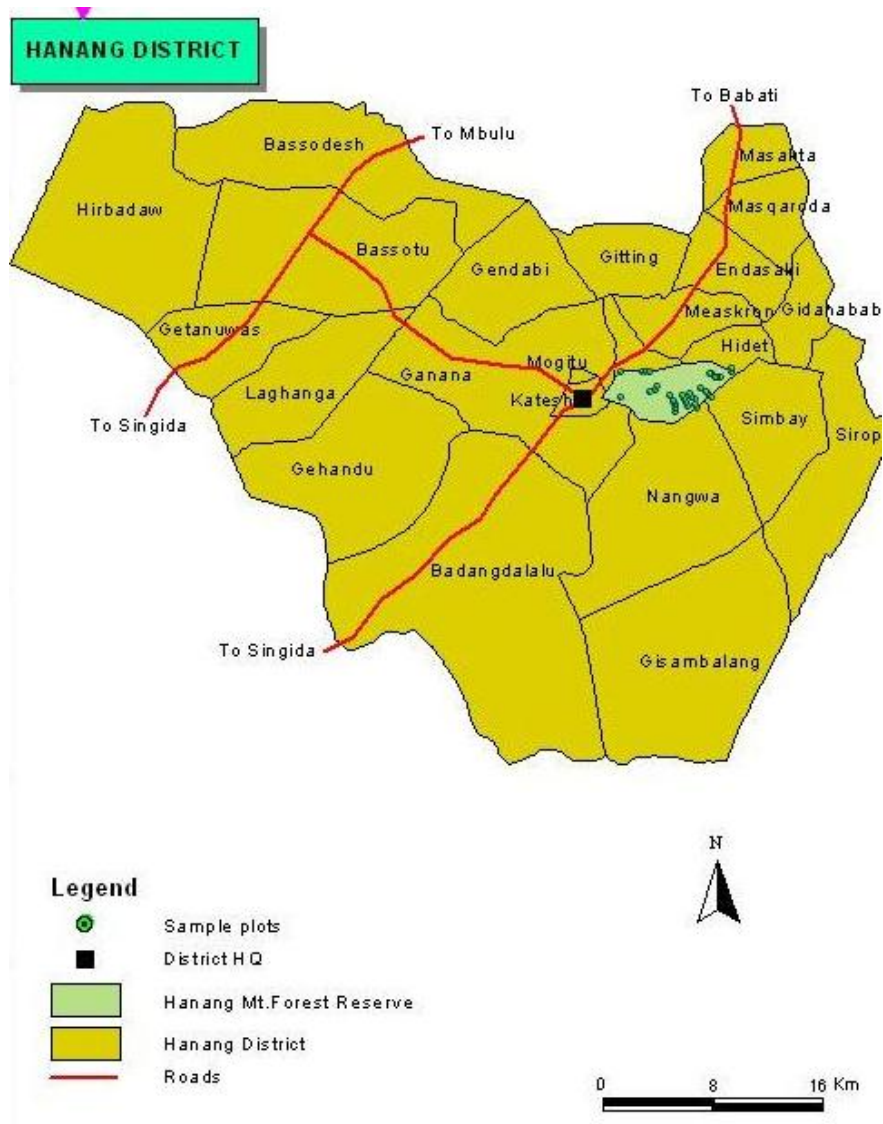 HANANG DISTRICT
To Babati
To Mbulu
Bassodesh
Masakta
Hirbadaw
Masqaroda
Bassotu
Gitting
Gendabi
Endasaki
Measkron
Gidahabab
Getanuwas
Hidet
Mogitu
Ganana
Laghanga
Katesh
To Singida
Simbay
Sirop
Gehandu
Nangwa
Badangdalalu
To Singida
Gisambalang
N
Legend
Sample plots
District HQ
Hanang Mt.Forest Reserve
Hanang District
Roads
0 8 16 Km